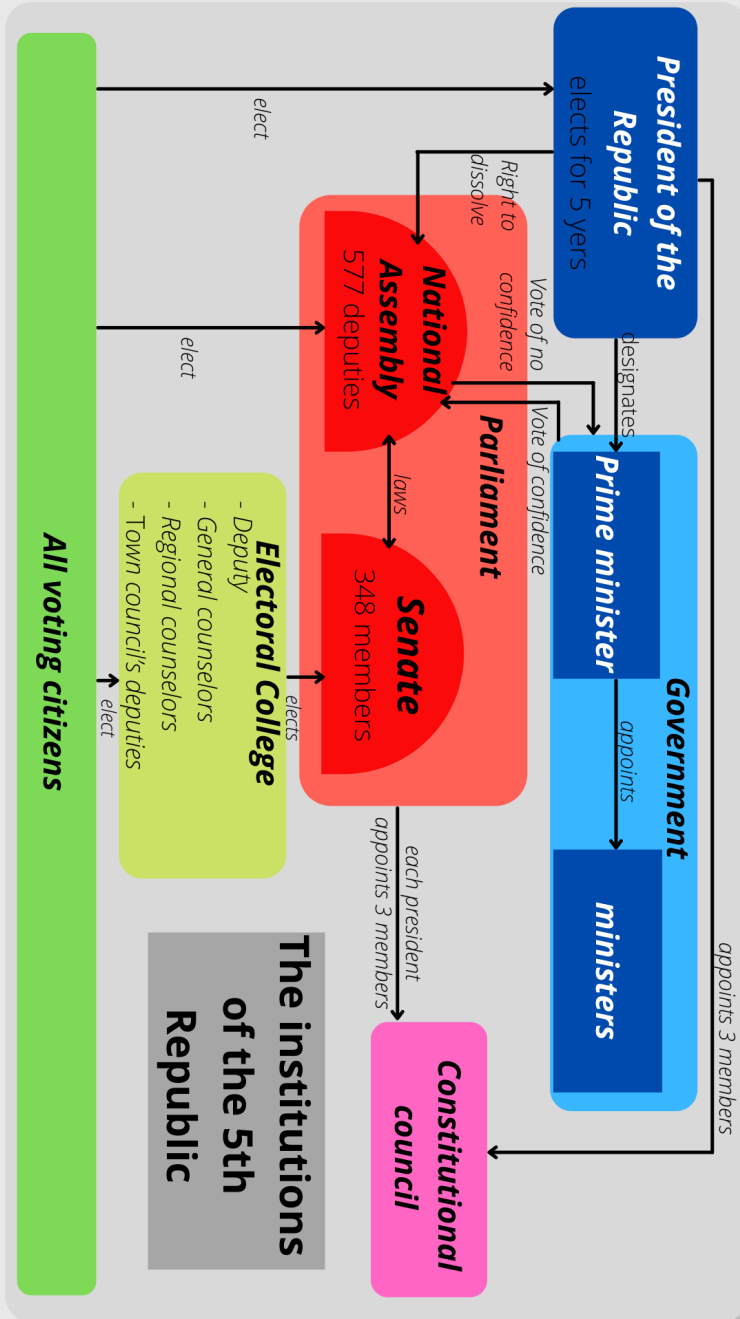 appoints 3 members
President of the
Republic
elects for 5 yers
designates
Government
Prime minister
appoints
ministers
Right to
dissolve
Vote of no
confidence
Vote of confidence
Parliament
National
Assembly
577 deputies
laws
Senate
348 members
each president
appoints 3 members
Constitutional
council
elect
elect
elects
Electoral College
- Deputy
- General counselors
- Regional counselors
- Town council's deputies
elect
The institutions
of the 5th
Republic
All voting citizens